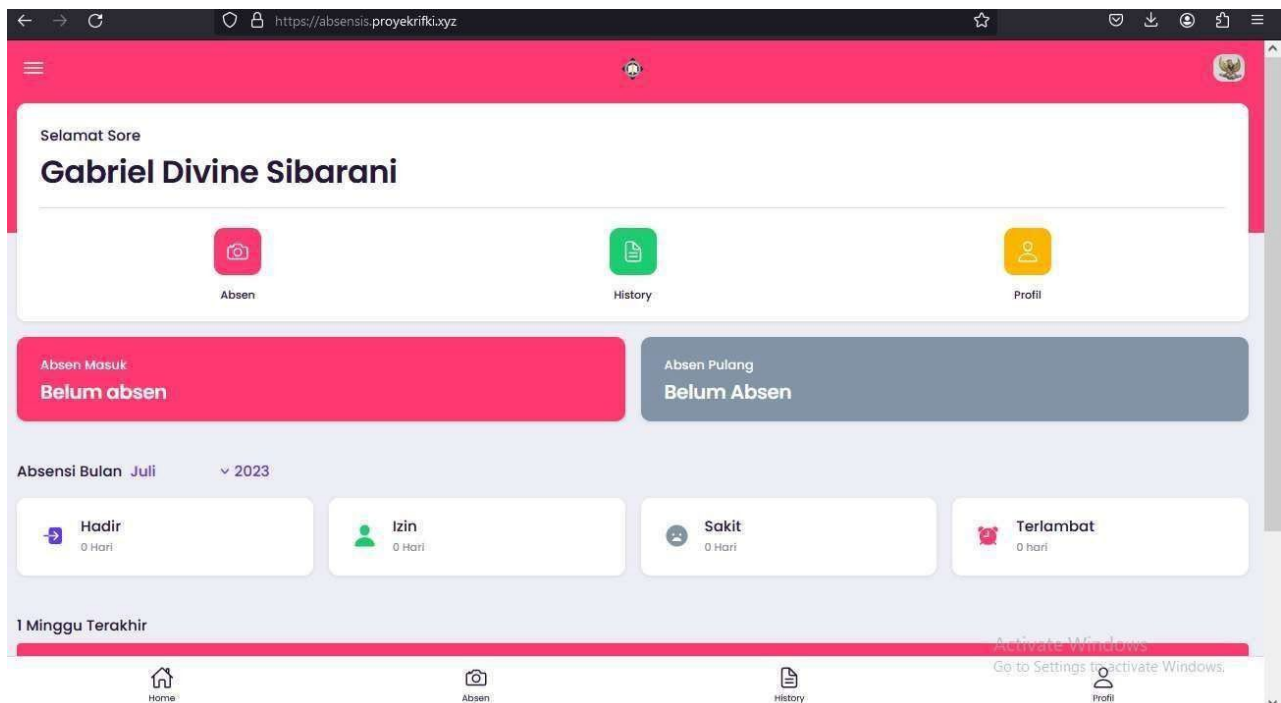 https://absensis.proyekrifki.xyz
Selamat Sore
Gabriel Divine Sibarani
Absen
History
Profil
Absen Masuk
Belum absen
Absen Pulang
Belum Absen
Absensi Bulan Juli 2023
Hadir
0 Hari
Izin
0 Hari
Sakit
0 Hari
Terlambat
0 hari
1 Minggu Terakhir
Activate Windows
Go to Settings to activate Windows.
Home
Absen
History
Profil